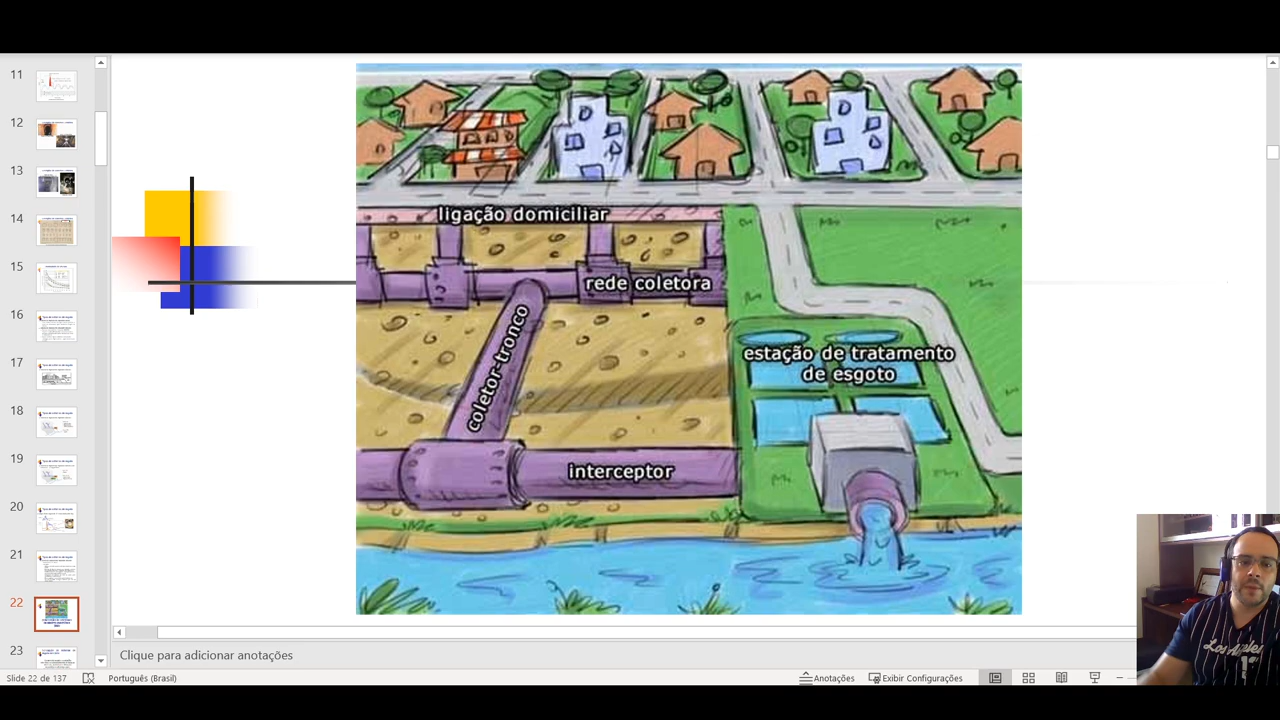 11
12
13
14
15
16
17
18
19
20
21
22
23
ligação domiciliar
rede coletora
coletor-tronco
estação de tratamento
de esgoto
interceptor
Clique para adicionar anotações
Slide 22 de 137
Português (Brasil)
Anotações
Exibir Configurações